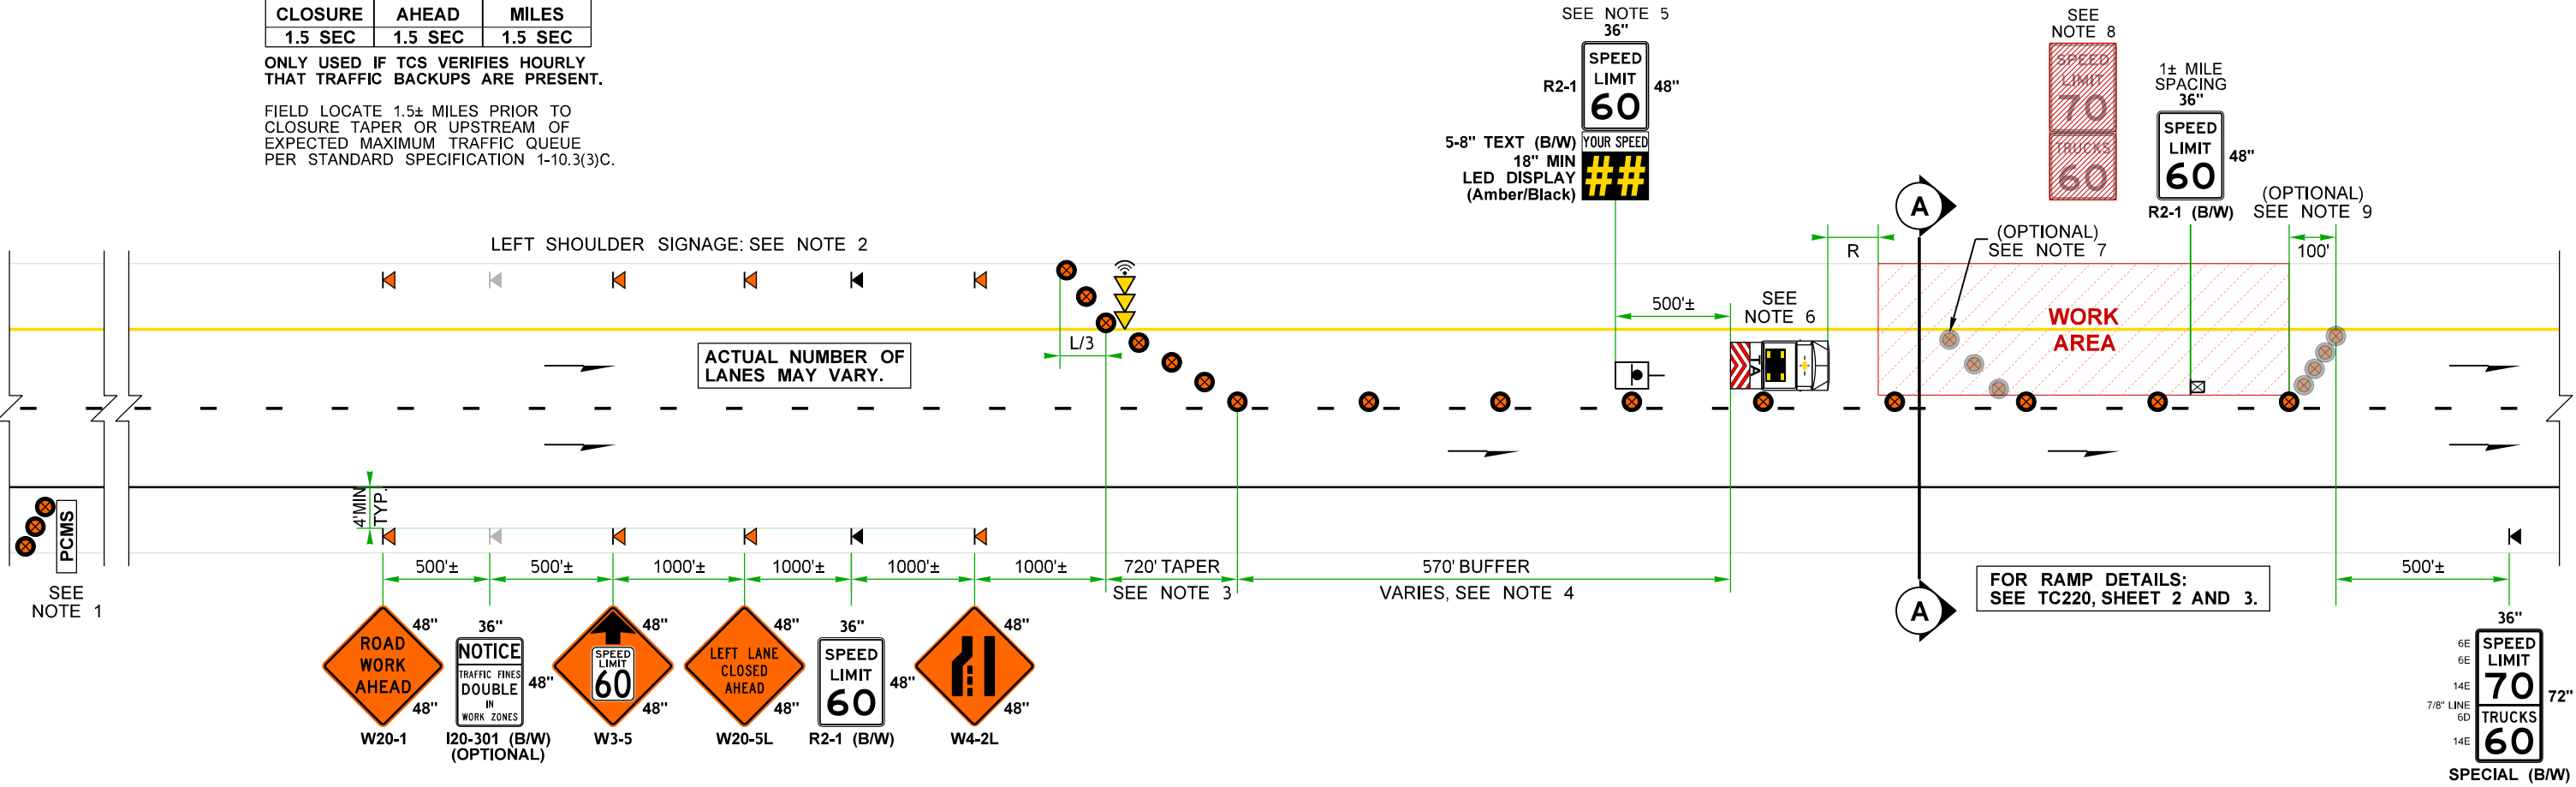 CLOSURE AHEAD MILES
1.5 SEC 1.5 SEC 1.5 SEC
ONLY USED IF TCS VERIFIES HOURLY
THAT TRAFFIC BACKUPS ARE PRESENT.
FIELD LOCATE 1.5± MILES PRIOR TO
CLOSURE TAPER OR UPSTREAM OF
EXPECTED MAXIMUM TRAFFIC QUEUE
PER STANDARD SPECIFICATION 1-10.3(3)C.
SEE NOTE 5
36"
SPEED
LIMIT
60
R2-1
48"
YOUR SPEED
##
5-8" TEXT (B/W)
18" MIN
LED DISPLAY
(Amber/Black)
SEE
NOTE 8
SPEED
LIMIT
70
TRUCKS
60
1± MILE
SPACING
36"
SPEED
LIMIT
60
48"
R2-1 (B/W)
(OPTIONAL)
SEE NOTE 9
100'
LEFT SHOULDER SIGNAGE: SEE NOTE 2
L/3
ACTUAL NUMBER OF
LANES MAY VARY.
500'±
SEE
NOTE 6
TA
R
A
(OPTIONAL)
SEE NOTE 7
WORK
AREA
4'MIN
TYP.
PCMS
SEE
NOTE 1
500'± 500'± 1000'± 1000'± 1000'± 1000'± 720' TAPER 570' BUFFER
SEE NOTE 3 VARIES, SEE NOTE 4
A
FOR RAMP DETAILS:
SEE TC220, SHEET 2 AND 3.
500'±
ROAD
WORK
AHEAD
48"
48"
W20-1
36"
NOTICE
TRAFFIC FINES
DOUBLE
IN
WORK ZONES
48"
I20-301 (B/W)
(OPTIONAL)
SPEED
LIMIT
60
48"
48"
W3-5
LEFT LANE
CLOSED
AHEAD
48"
48"
W20-5L
36"
SPEED
LIMIT
60
48"
R2-1 (B/W)
48"
48"
W4-2L
36"
6E SPEED
6E LIMIT
14E 70
7/8" LINE
6D TRUCKS
14E 60
72"
SPECIAL (B/W)